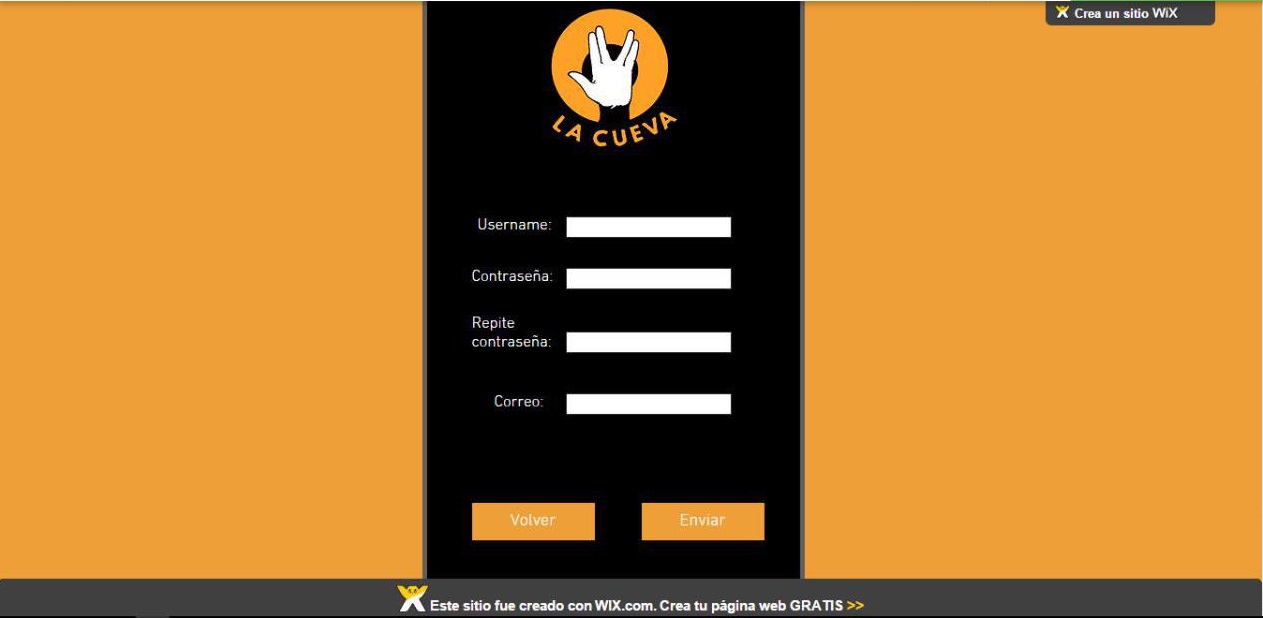 Crea un sitio WiX
LA CUEVA
Username:
Contraseña:
Repite
contraseña:
Correo:
Volver
Enviar
Este sitio fue creado con WIX.com. Crea tu página web GRATIS >>